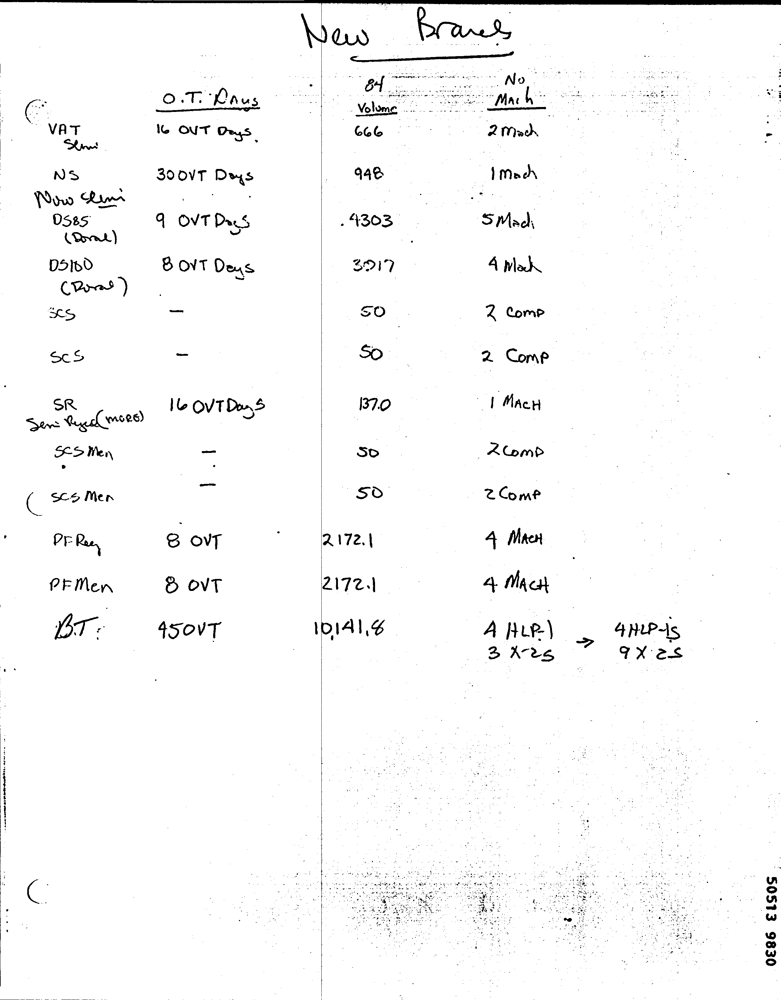 New Brands
84 No
O.T. Days Volume Mach
VAT 16 OVT Days. 666 2 Mach
Semi
NS 30 OVT Days 948 1 Mach
Now Semi
DS85 9 OVT Days .4303 5 Mach
(Doral)
DS100 8 OVT Days 3917 4 Mach
(Doral)
SCS — 50 2 Comp
SCS — 50 2 Comp
SR 16 OVT Days 137.0 1 MACH
Semi (MORE)
SCS Men — 50 2 Comp
SCS Men — 50 2 Comp
PF Reg 8 OVT 2172.1 4 MACH
PF Men 8 OVT 2172.1 4 MACH
B.T. 45 OVT 10,141.8 4 HLP-1 → 4 HLP-1S
3 X-2S 9 X-2S
50513 9830